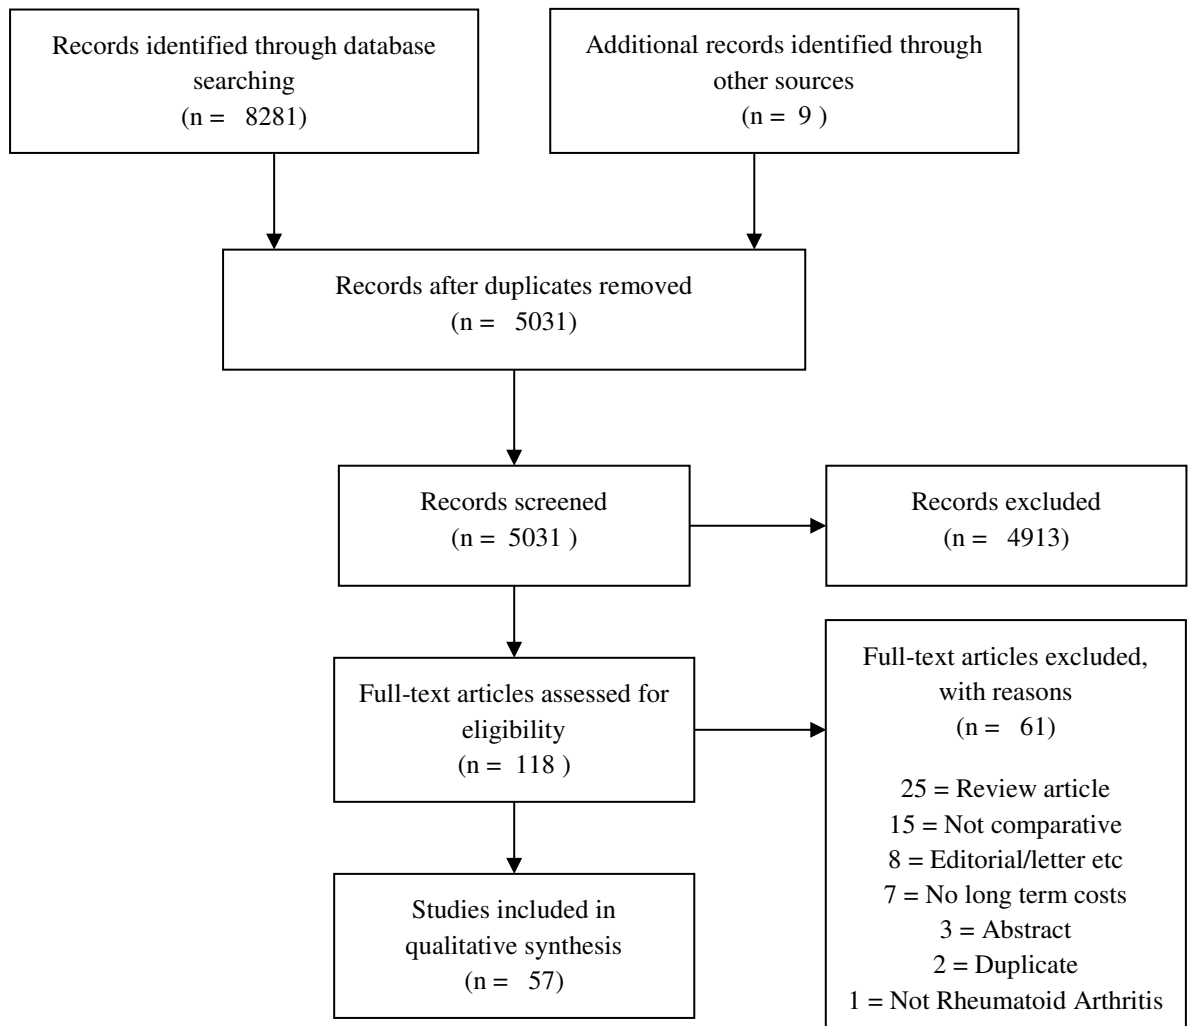 Records identified through database
searching
(n =   8281)
Additional records identified through
other sources
(n =  9 )
Records after duplicates removed
(n =   5031)
Records screened
(n =  5031 )
Records excluded
(n =   4913)
Full-text articles assessed for
eligibility
(n =  118 )
Full-text articles excluded,
with reasons
(n =   61)
25 = Review article
15 = Not comparative
8 = Editorial/letter etc
7 = No long term costs
3 = Abstract
2 = Duplicate
1 = Not Rheumatoid Arthritis
Studies included in
qualitative synthesis
(n =   57)